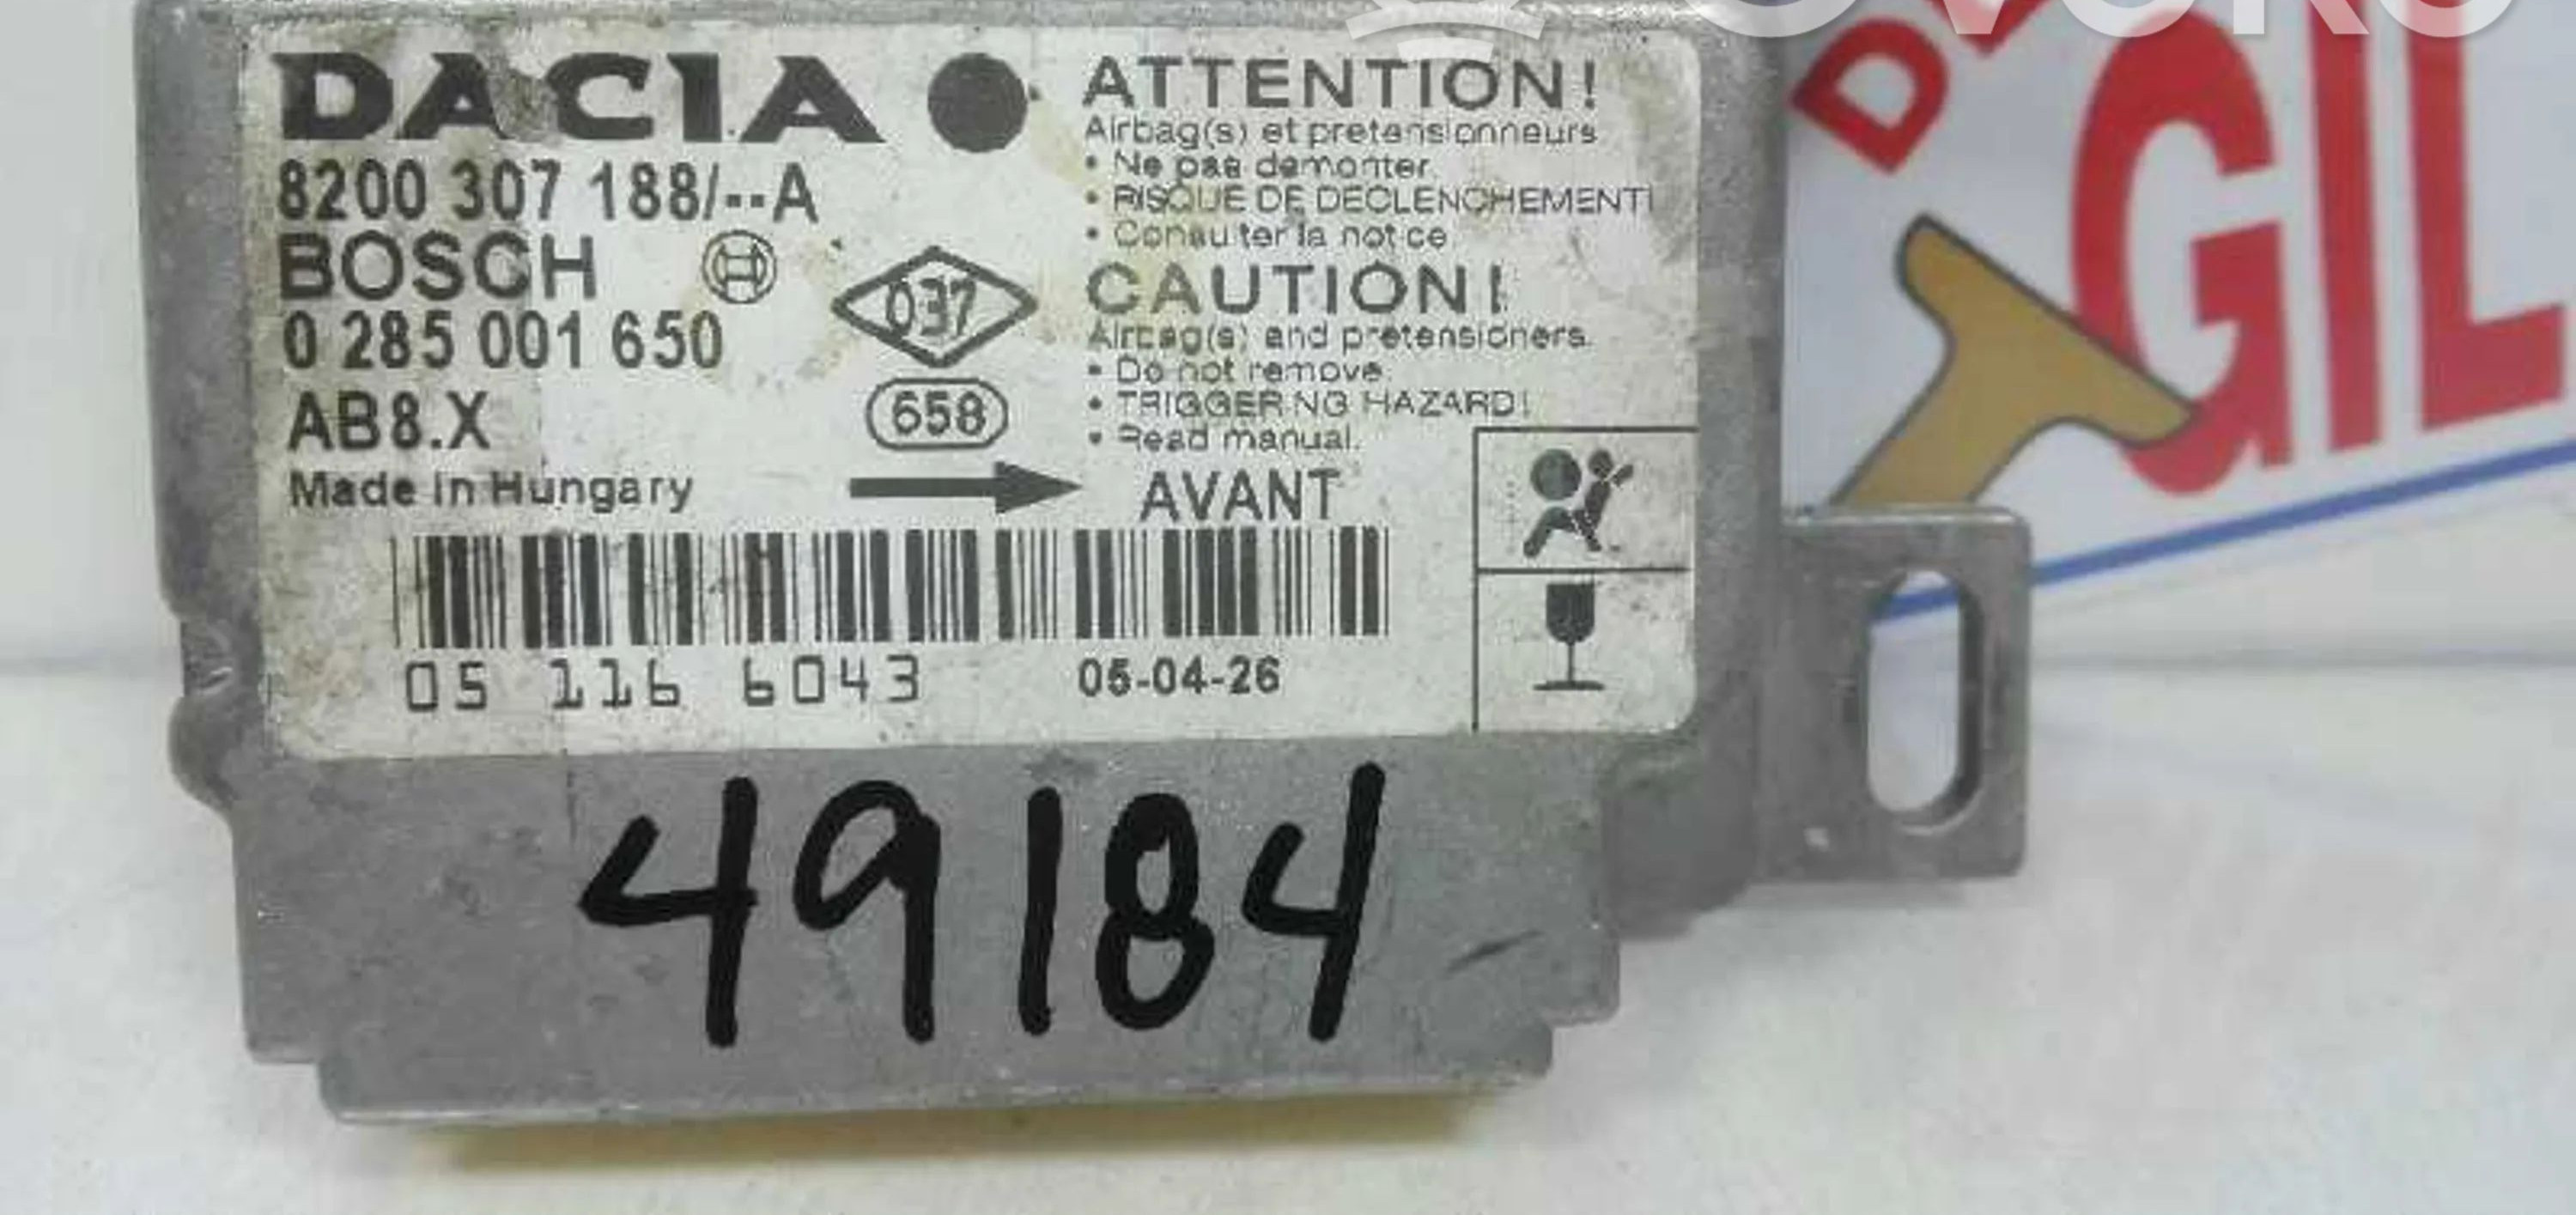 DACIA
8200 307 188/--A
BOSCH
0 285 001 650
AB8.X
Made in Hungary
037
658
ATTENTION!
Airbag(s) et pretensionneurs
• Ne pas demonter.
• RISQUE DE DECLENCHEMENT!
• Consulter la notice.
CAUTION!
Airbag(s) and pretensioners.
• Do not remove.
• TRIGGERING HAZARD!
• Read manual.
AVANT
05 116 6043
05-04-26
49184
GIL